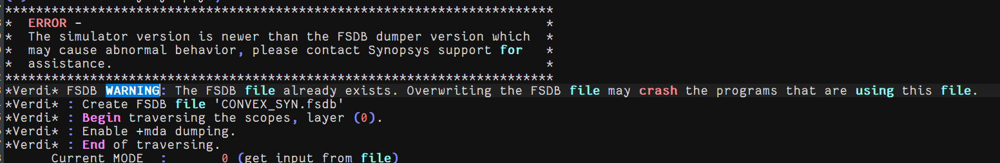 ***********************************************************************
*  ERROR -                                                            *
*  The simulator version is newer than the FSDB dumper version which  *
*  may cause abnormal behavior, please contact Synopsys support for   *
*  assistance.                                                        *
***********************************************************************
*Verdi* FSDB WARNING: The FSDB file already exists. Overwriting the FSDB file may crash the programs that are using this file.
*Verdi* : Create FSDB file 'CONVEX_SYN.fsdb'
*Verdi* : Begin traversing the scopes, layer (0).
*Verdi* : Enable +mda dumping.
*Verdi* : End of traversing.
      Current MODE  :       0 (get input from file)